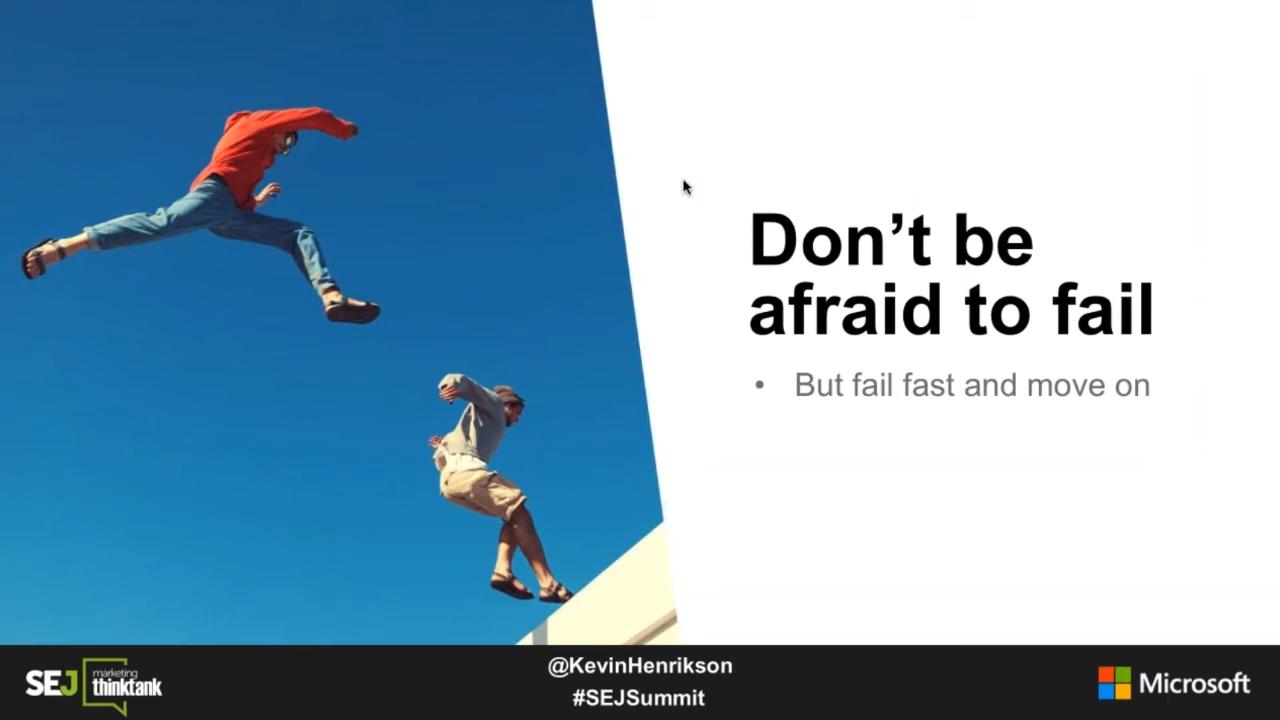 Don’t be
afraid to fail
• But fail fast and move on
SEJ marketing
thinktank
@KevinHenrikson
#SEJSummit
Microsoft